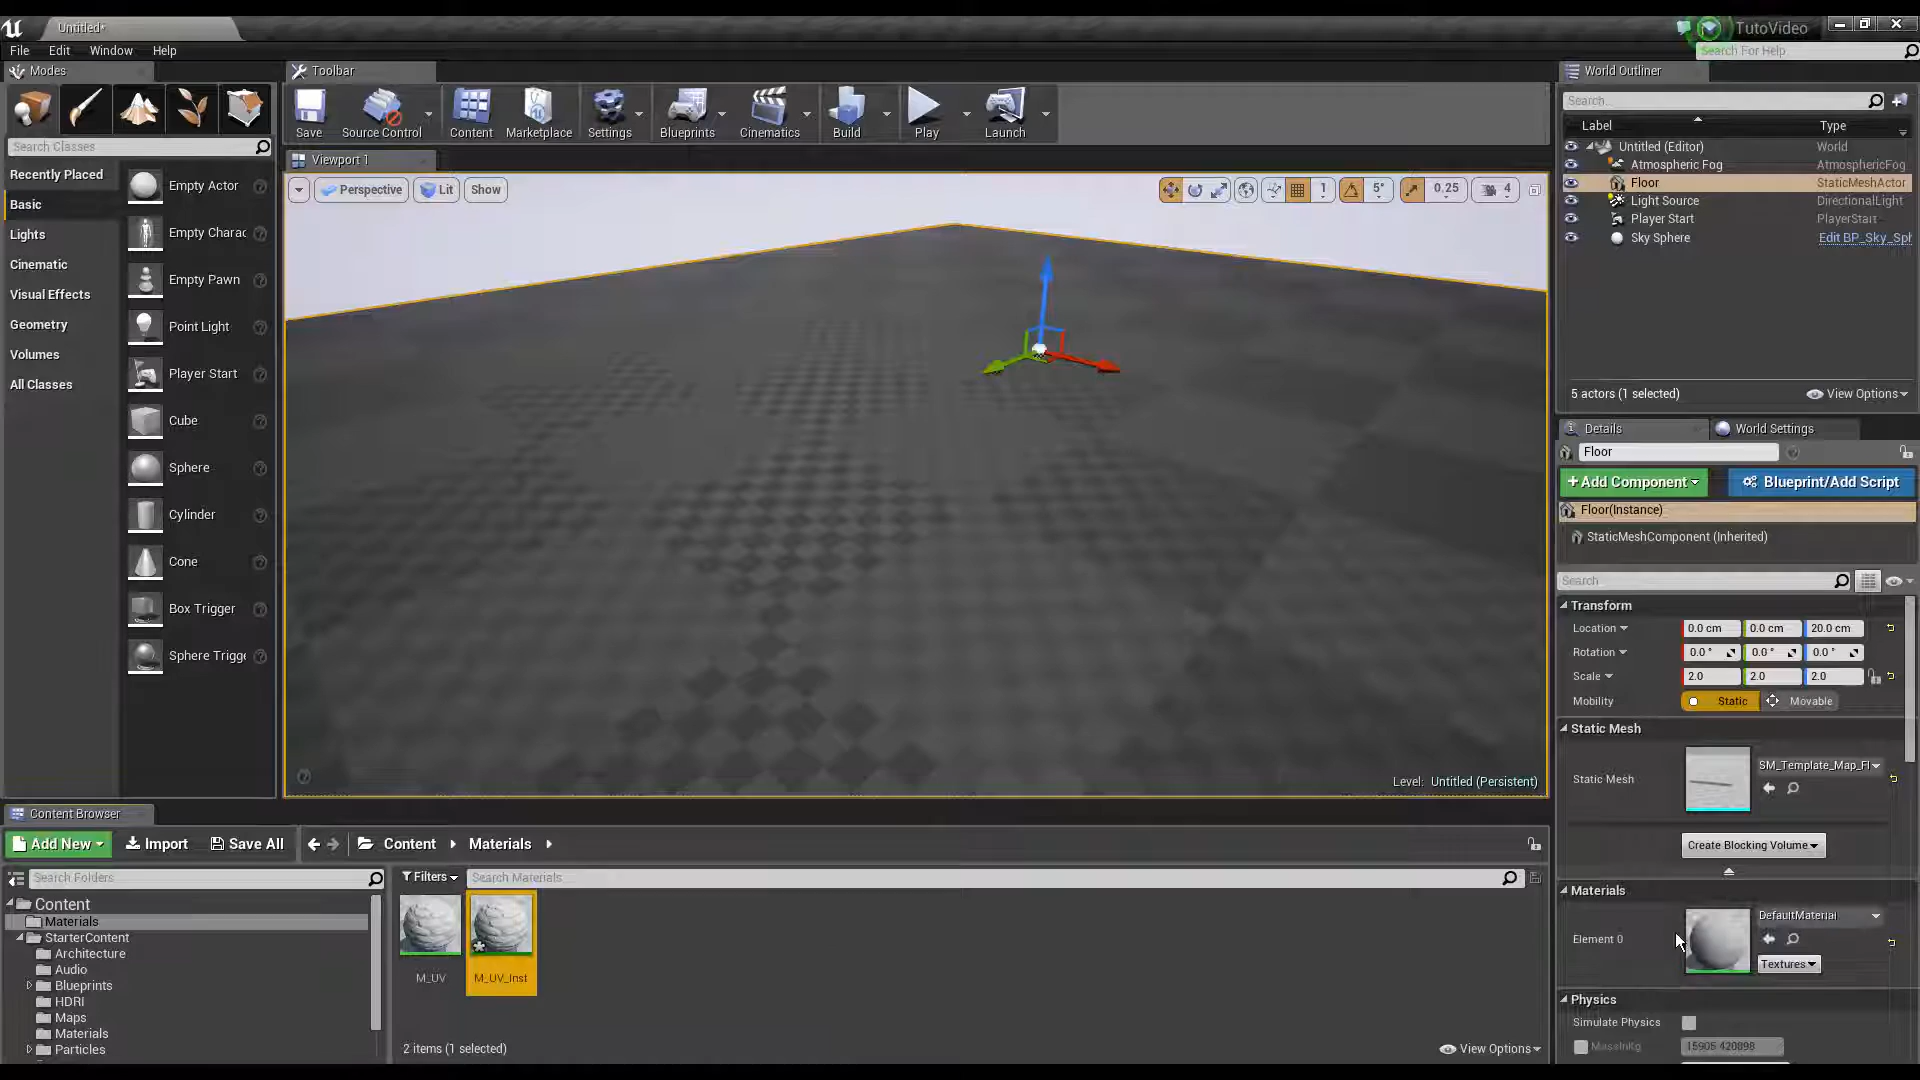 Untitled*
TutoVideo
File Edit Window Help
Search For Help
Modes
Toolbar
World Outliner
Save
Source Control
Content
Marketplace
Settings
Blueprints
Cinematics
Build
Play
Launch
Search...
Label Type
Search Classes
Viewport 1
Untitled (Editor) World
Atmospheric Fog AtmosphericFog
Floor StaticMeshActor
Light Source DirectionalLight
Player Start PlayerStart
Sky Sphere Edit BP_Sky_Sph
Recently Placed
Basic
Lights
Cinematic
Visual Effects
Geometry
Volumes
All Classes
Empty Actor
Empty Charac
Empty Pawn
Point Light
Player Start
Cube
Sphere
Cylinder
Cone
Box Trigger
Sphere Trigge
Perspective Lit Show
1 5° 0.25 4
5 actors (1 selected) View Options
Details World Settings
Floor
+Add Component Blueprint/Add Script
Floor(Instance)
StaticMeshComponent (Inherited)
Search
Transform
Location 0.0 cm 0.0 cm 20.0 cm
Rotation 0.0 ° 0.0 ° 0.0 °
Scale 2.0 2.0 2.0
Mobility Static Movable
Static Mesh
Static Mesh SM_Template_Map_Fl
Create Blocking Volume
Materials
Element 0 DefaultMaterial
Textures
Physics
Simulate Physics
MassInKg 15905.420898
Level: Untitled (Persistent)
Content Browser
Add New Import Save All Content Materials
Search Folders
Filters Search Materials
Content
Materials
StarterContent
Architecture
Audio
Blueprints
HDRI
Maps
Materials
Particles
M_UV
M_UV_Inst
2 items (1 selected) View Options